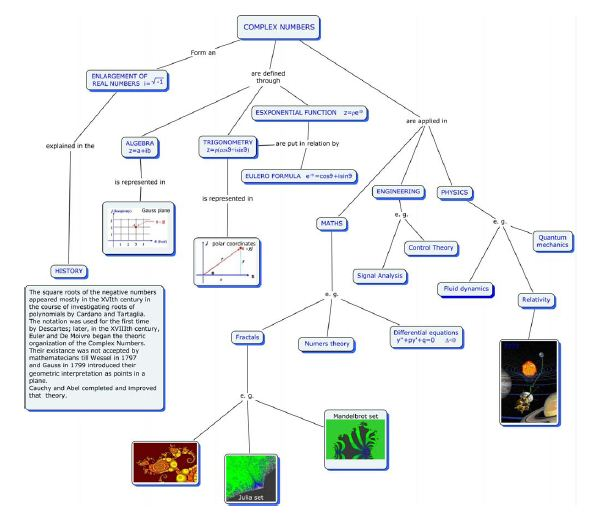 COMPLEX NUMBERS
Form an
ENLARGEMENT OF
REAL NUMBERS i=√-1
are defined
through
ESXPONENTIAL FUNCTION z=ρe^iϑ
explained in the
ALGEBRA
z=a+ib
TRIGONOMETRY
z=ρ(cosϑ+isinϑ)
are put in relation by
are applied in
EULERO FORMULA e^iϑ=cosϑ+isinϑ
is represented in
Gauss plane
is represented in
polar coordinates
ENGINEERING
PHYSICS
MATHS
e. g.
e. g.
Control Theory
Quantum
mechanics
Signal Analysis
Fluid dynamics
Relativity
HISTORY
The square roots of the negative numbers
appeared mostly in the XVIth century in
the course of investigating roots of
polynomials by Cardano and Tartaglia.
The notation was used for the first time
by Descartes; later, in the XVIIIth century,
Euler and De Moivre began the theoric
organization of the Complex Numbers.
Their existance was not accepted by
mathematecians till Wessel in 1797
and Gauss in 1799 introduced their
geometric interpretation as points in a
plane.
Cauchy and Abel completed and improved
that theory.
e. g.
Fractals
Numers theory
Differential equations
y''+py'+q=0 Δ<0
e. g.
Mandelbrot set
Julia set